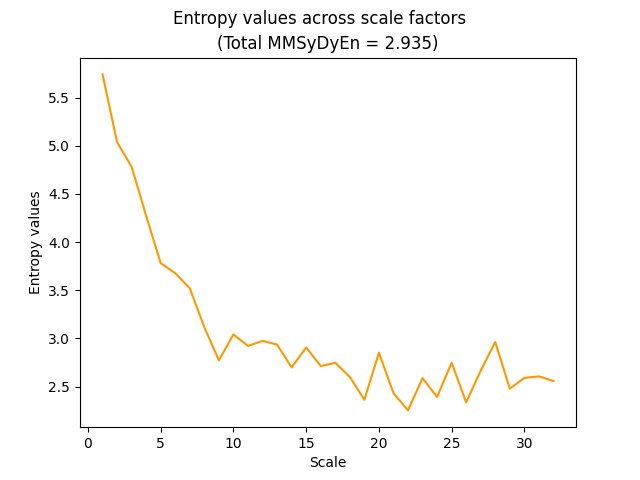 Entropy values across scale factors
(Total MMSyDyEn = 2.935)
Entropy values
5.5
5.0
4.5
4.0
3.5
3.0
2.5
0 5 10 15 20 25 30
Scale